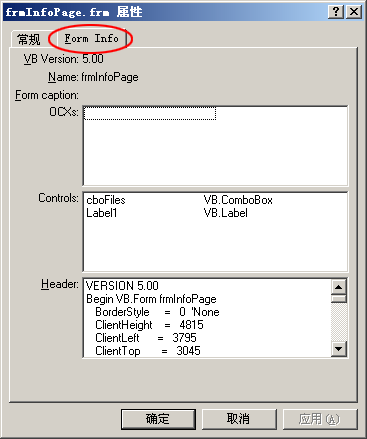 frmInfoPage.frm 属性
常规 Form Info
VB Version: 5.00
Name: frmInfoPage
Form caption:
OCXs:
Controls: cboFiles VB.ComboBox
Label1 VB.Label
Header: VERSION 5.00
Begin VB.Form frmInfoPage
BorderStyle = 0 'None
ClientHeight = 4815
ClientLeft = 3795
ClientTop = 3045
确定 取消 应用(A)